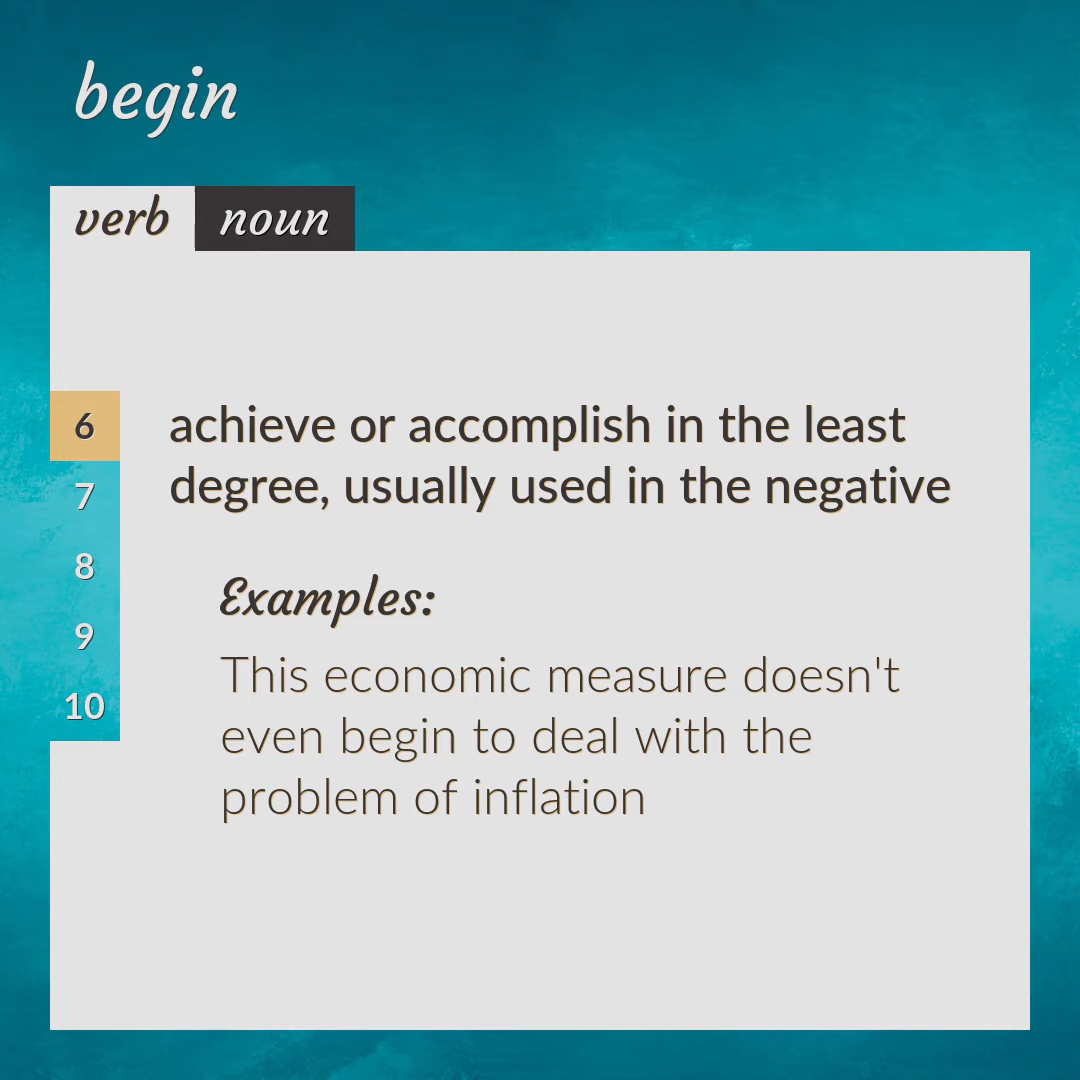 begin
verb
noun
6
achieve or accomplish in the least
degree, usually used in the negative
7
8
9
10
Examples:
This economic measure doesn't
even begin to deal with the
problem of inflation